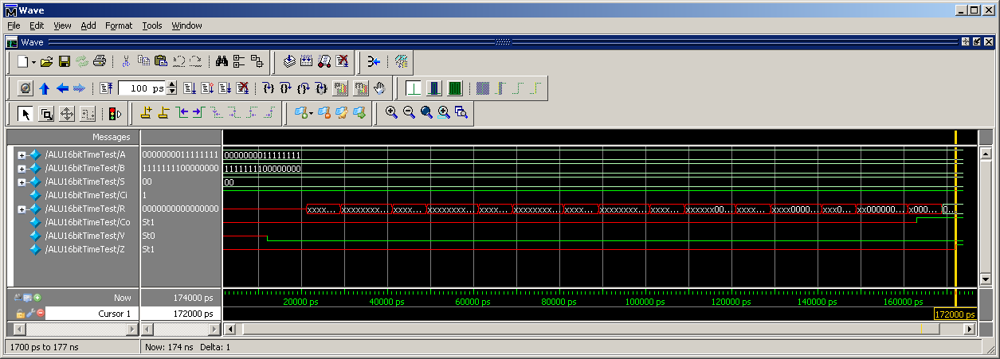 Wave
File Edit View Add Format Tools Window
Wave
100 ps
Messages
/ALU16bitTimeTest/A 0000000011111111 0000000011111111
/ALU16bitTimeTest/B 1111111100000000 1111111100000000
/ALU16bitTimeTest/S 00 00
/ALU16bitTimeTest/Ci 1
/ALU16bitTimeTest/R 0000000000000000 xxxx... xxxxxxxx... xxxx... xxxxxxxx... xxxx... xxxxxxxx... xxxx... xxxxxxxx... xxxx... xxxxxx00... xxxx... xxxx0000... xxx0... xx000000... x000... 0...
/ALU16bitTimeTest/Co St1
/ALU16bitTimeTest/V St0
/ALU16bitTimeTest/Z St1
Now 174000 ps 20000 ps 40000 ps 60000 ps 80000 ps 100000 ps 120000 ps 140000 ps 160000 ps
Cursor 1 172000 ps 172000 ps
1700 ps to 177 ns Now: 174 ns Delta: 1